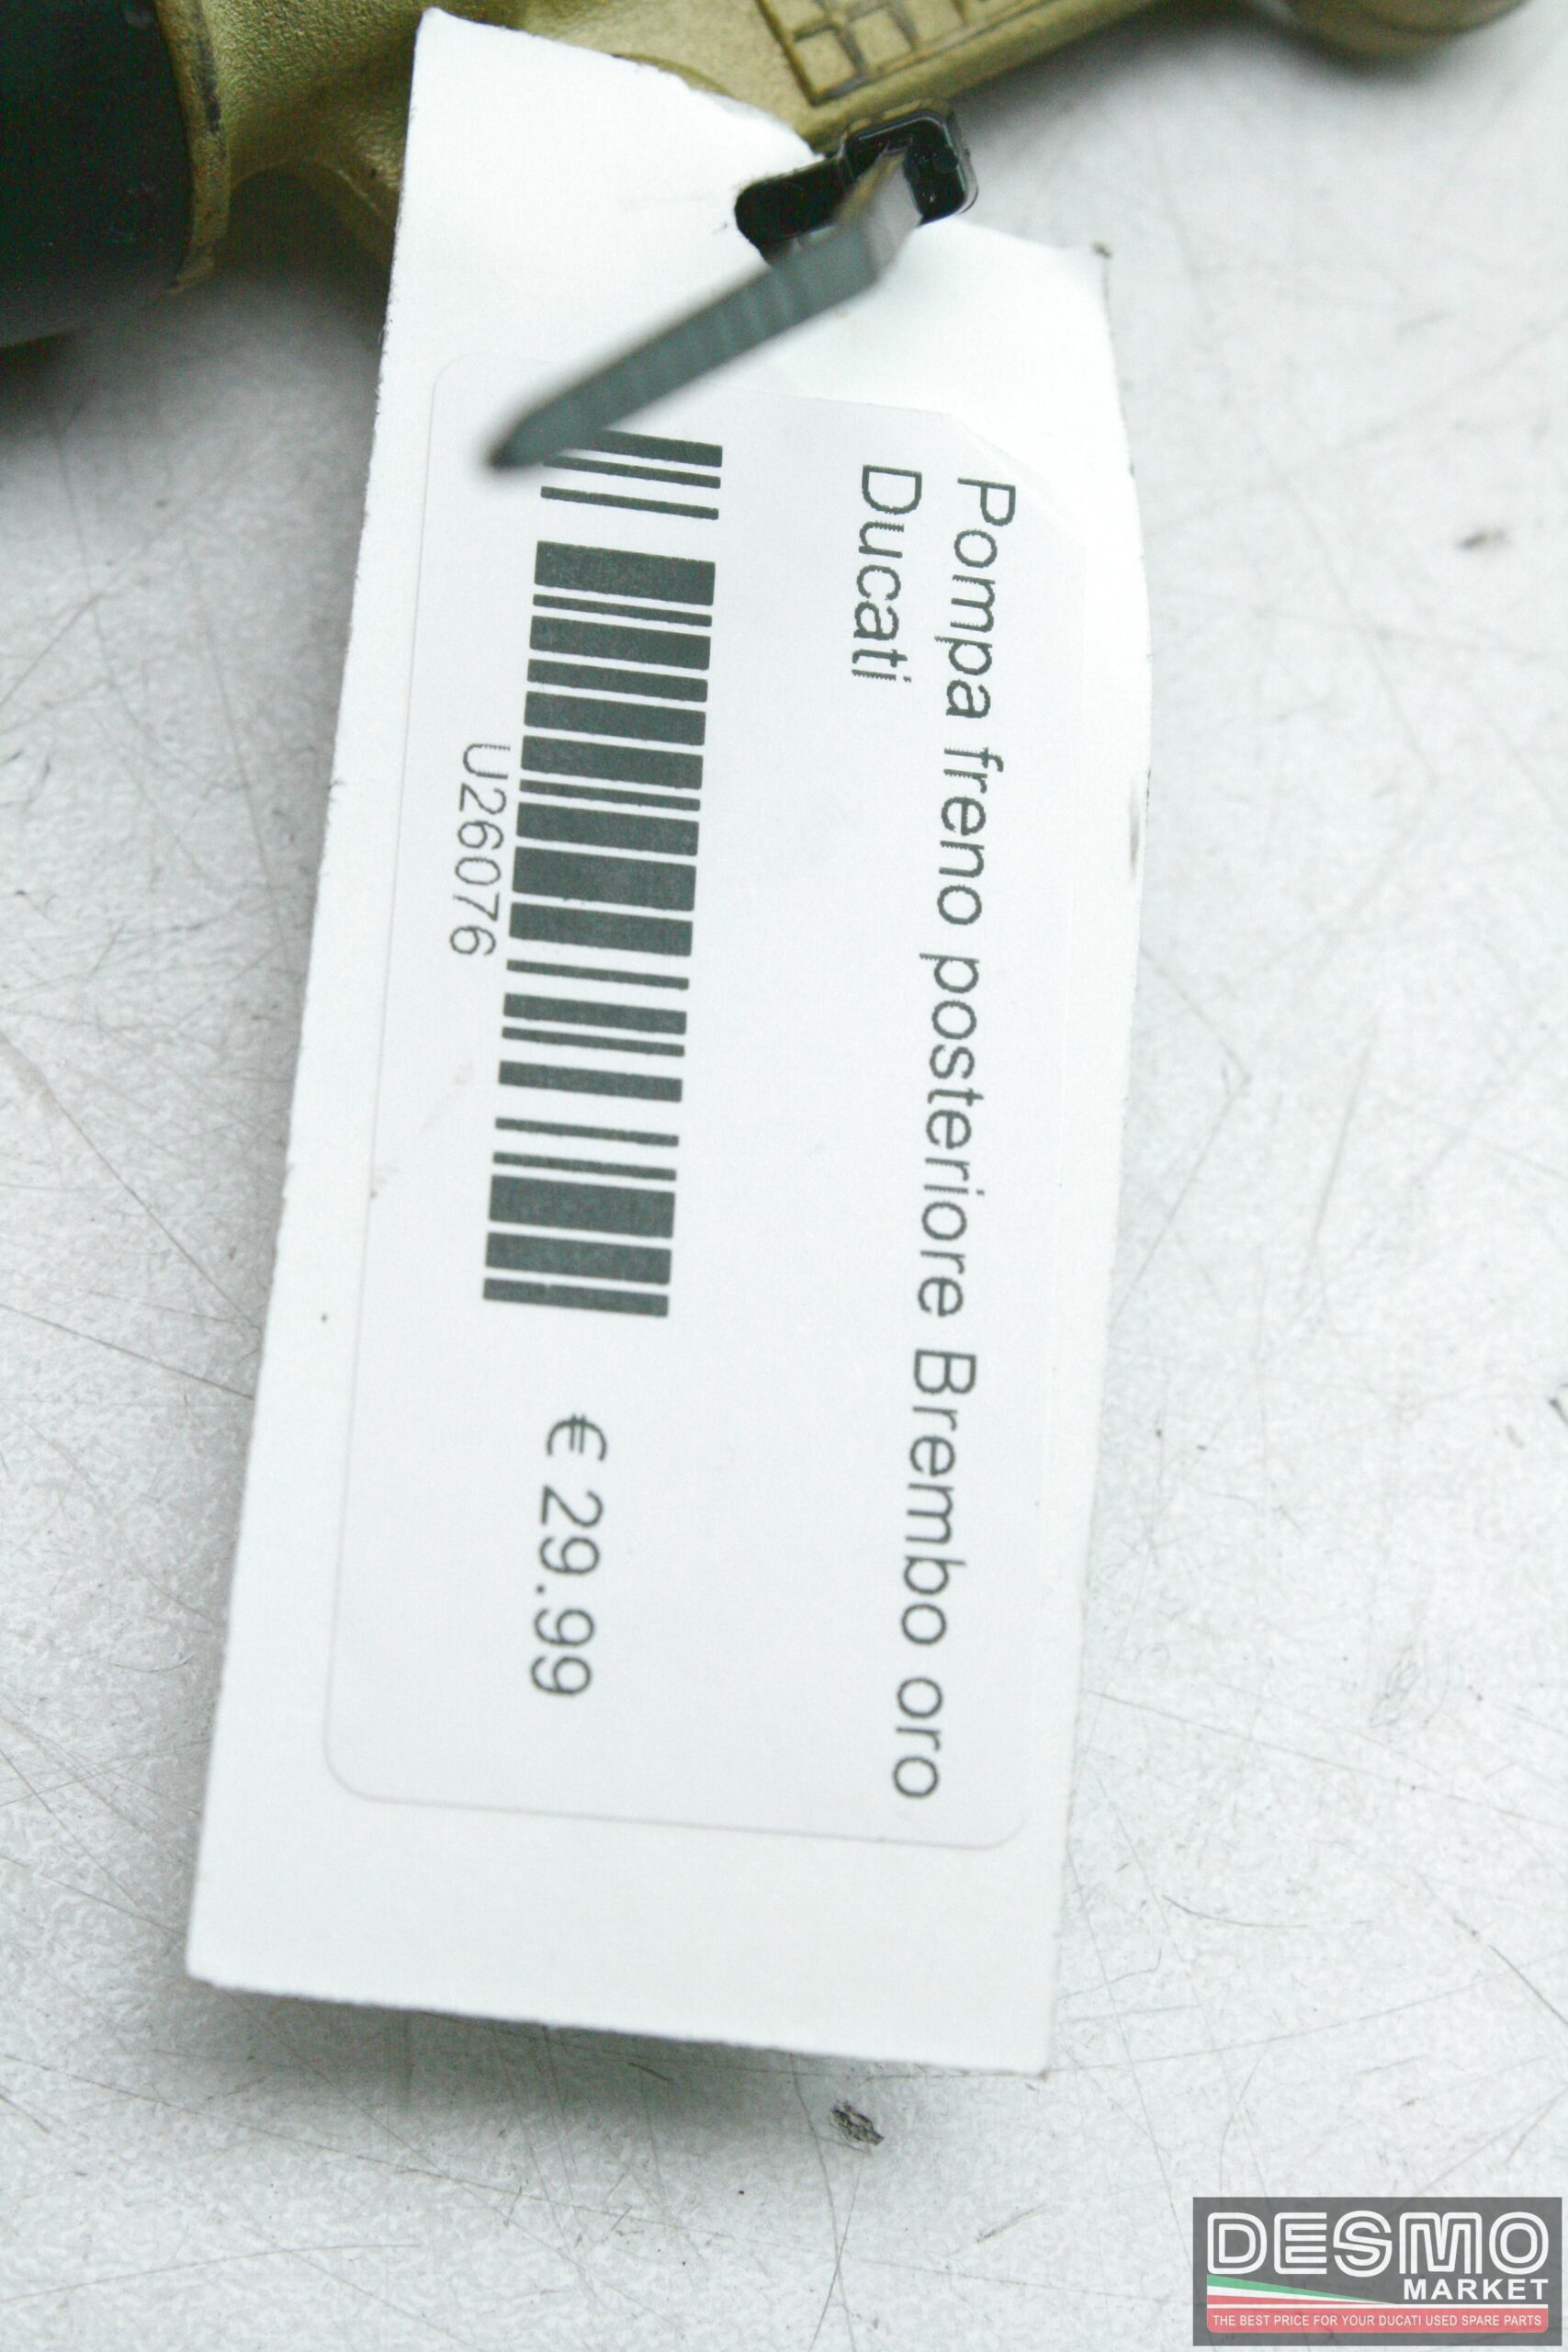 Pompa freno posteriore Brembo oro
Ducati
U26076
€ 29.99
DESMO
MARKET
THE BEST PRICE FOR YOUR DUCATI USED SPARE PARTS